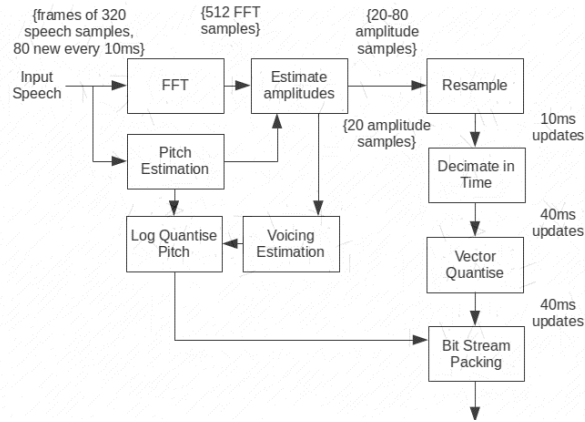 {frames of 320
speech samples,
80 new every 10ms}
{512 FFT
samples}
{20-80
amplitude
samples}
Input
Speech
FFT
Estimate
amplitudes
Resample
{20 amplitude
samples}
10ms
updates
Pitch
Estimation
Decimate in
Time
40ms
updates
Log Quantise
Pitch
Voicing
Estimation
Vector
Quantise
40ms
updates
Bit Stream
Packing